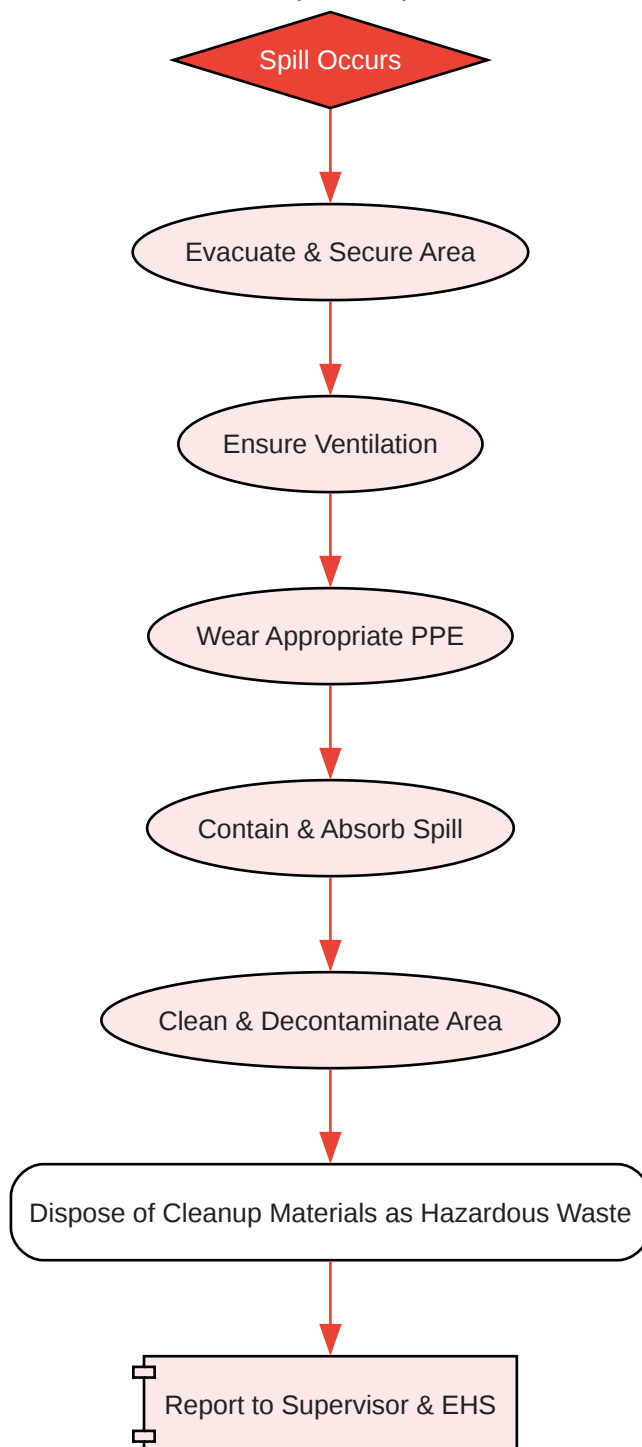 Spill Occurs
Evacuate & Secure Area
Ensure Ventilation
Wear Appropriate PPE
Contain & Absorb Spill
Clean & Decontaminate Area
Dispose of Cleanup Materials as Hazardous Waste
Report to Supervisor & EHS